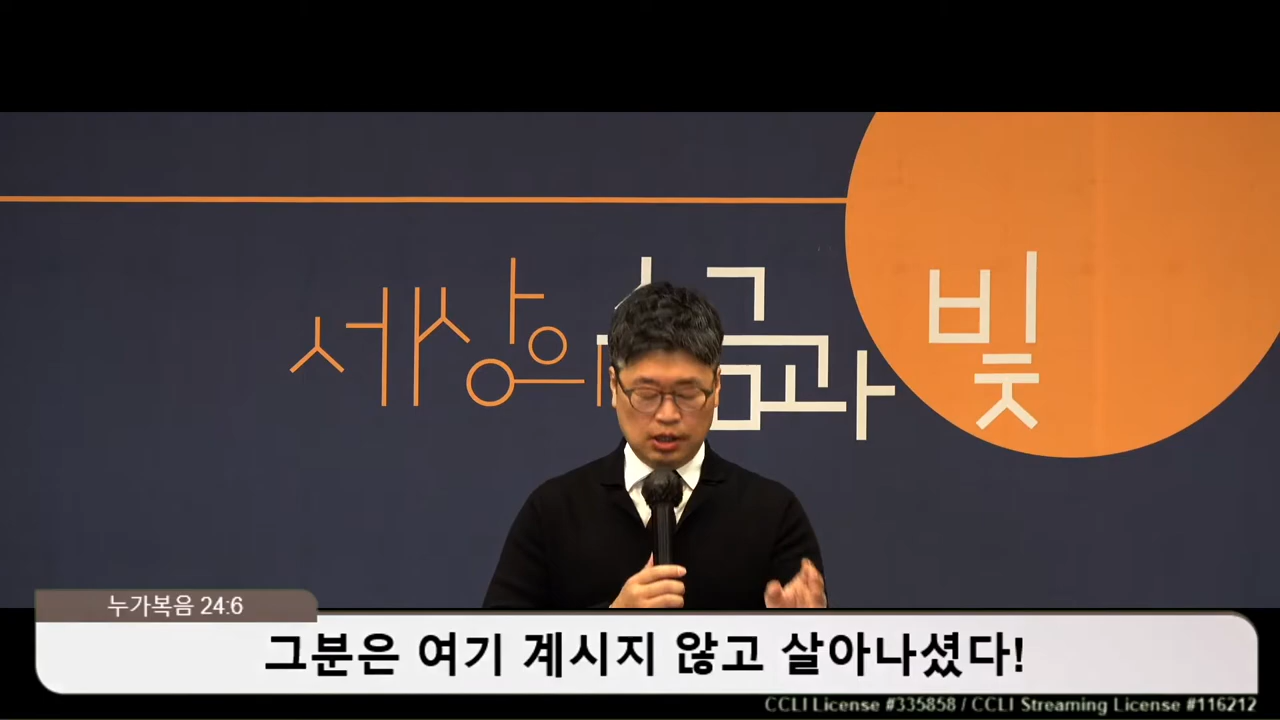 세상의
과 빛
누가복음 24:6
그분은 여기 계시지 않고 살아나셨다!
CCLI License #335858 / CCLI Streaming License #116212